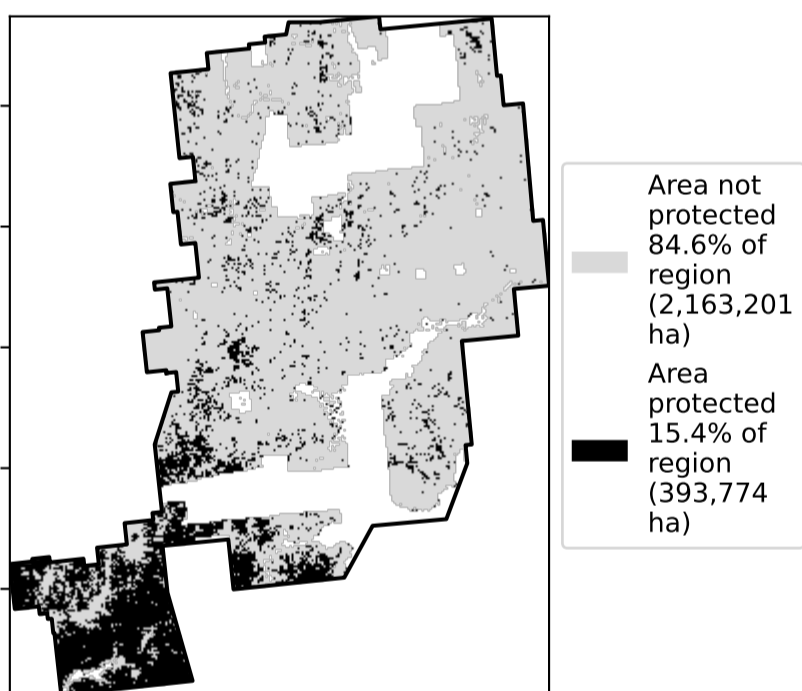 Area not
protected
84.6% of
region
(2,163,201
ha)
Area
protected
15.4% of
region
(393,774
ha)